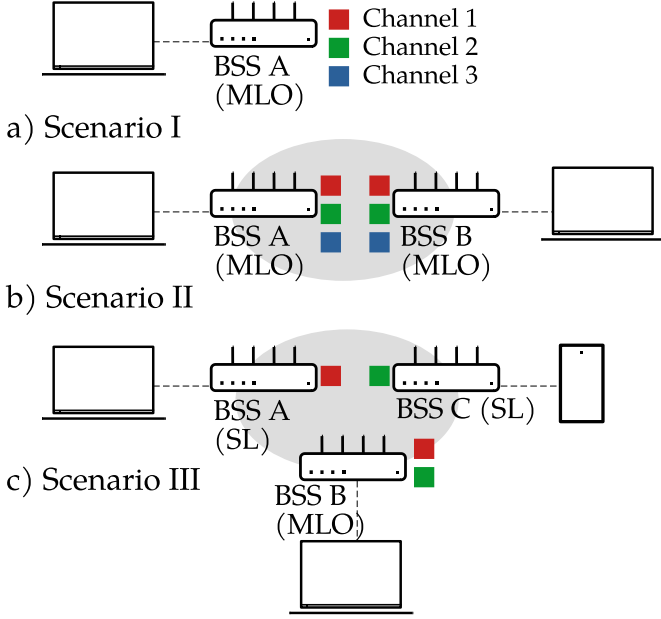 Channel 1
Channel 2
Channel 3
BSS A
(MLO)
a) Scenario I
BSS A
(MLO)
BSS B
(MLO)
b) Scenario II
BSS A
(SL)
BSS C (SL)
c) Scenario III
BSS B
(MLO)